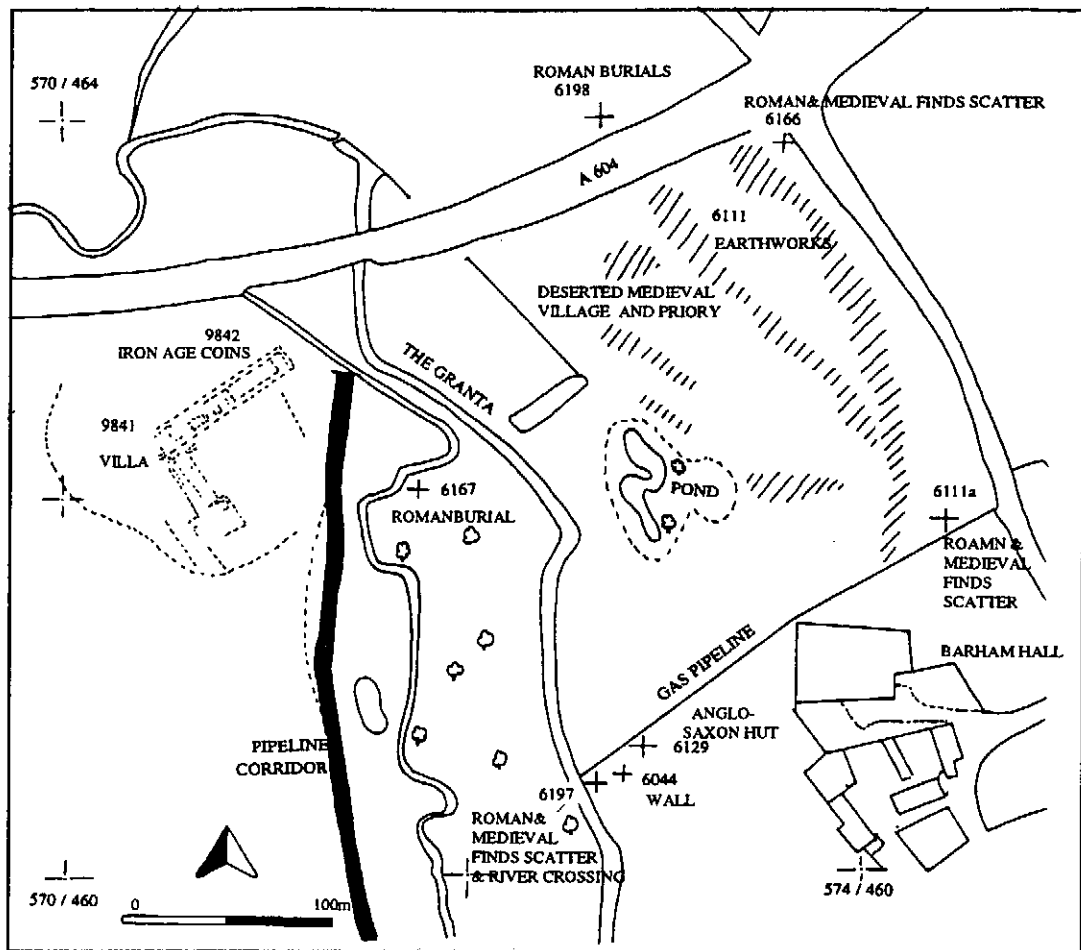 570 / 464
ROMAN BURIALS
6198
ROMAN& MEDIEVAL FINDS SCATTER
6166
A 604
6111
EARTHWORKS
DESERTED MEDIEVAL
VILLAGE AND PRIORY
9842
IRON AGE COINS
THE GRANTA
9841
VILLA
6167
ROMANBURIAL
POND
6111a
ROAMN &
MEDIEVAL
FINDS
SCATTER
GAS PIPELINE
BARHAM HALL
ANGLO-
SAXON HUT
6129
PIPELINE
CORRIDOR
6044
WALL
6197
ROMAN&
MEDIEVAL
FINDS SCATTER
& RIVER CROSSING
570 / 460
574 / 460
0
100m